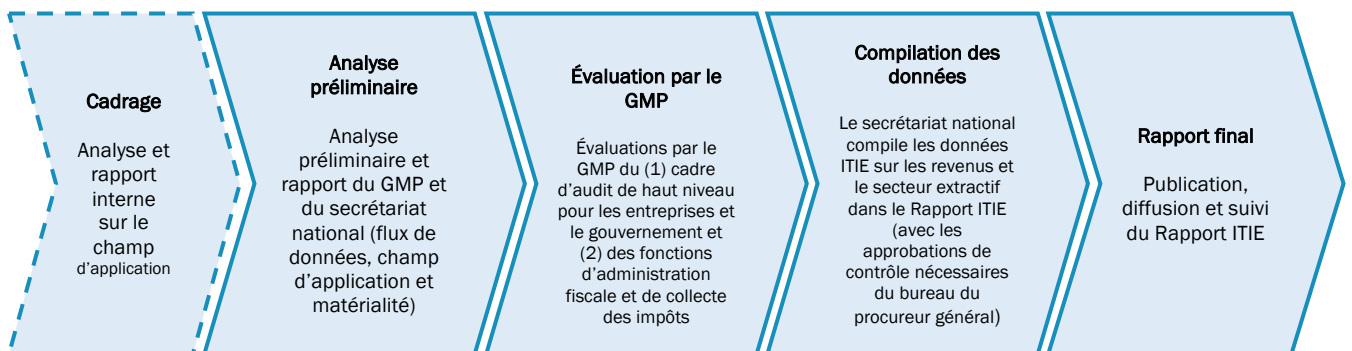 Cadrage
Analyse et
rapport
interne
sur le
champ
d'application
Analyse
préliminaire
Analyse
préliminaire et
rapport du GMP et
du secrétariat
national (flux de
données, champ
d'application et
matérialité)
Évaluation par le
GMP
Évaluations par le
GMP du (1) cadre
d'audit de haut niveau
pour les entreprises et
le gouvernement et
(2) des fonctions
d'administration
fiscale et de collecte
des impôts
Compilation des
données
Le secrétariat national
compile les données
ITIE sur les revenus et
le secteur extractif
dans le Rapport ITIE
(avec les
approbations de
contrôle nécessaires
du bureau du
procureur général)
Rapport final
Publication,
diffusion et suivi
du Rapport ITIE